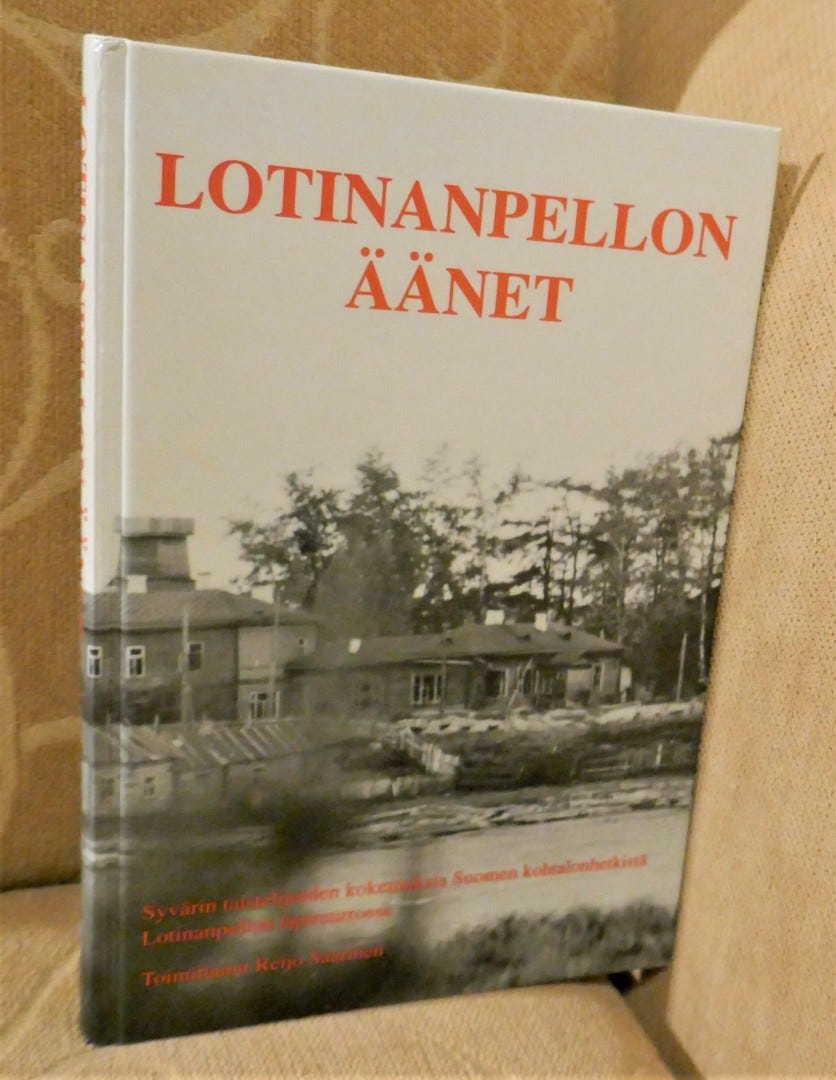 LOTINANPELLON
ÄÄNET
Syvärin taistelijoiden kokemuksia Suomen kohtalonhetkistä
Lotinanpellon
Toimittanut Reijo Saarinen